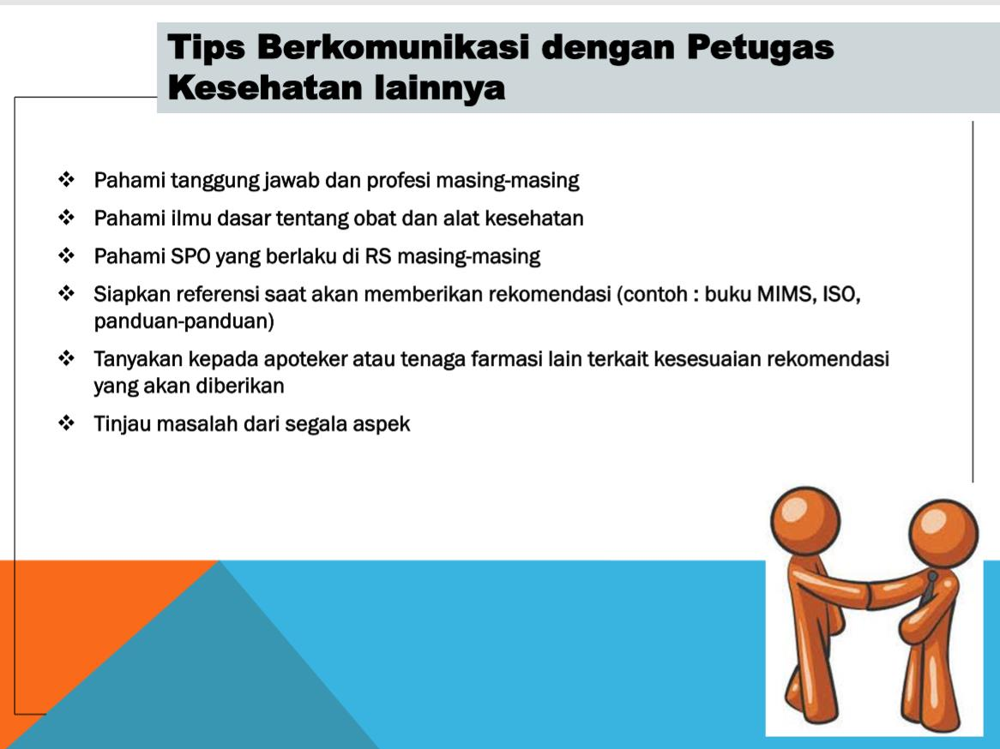 Tips Berkomunikasi dengan Petugas
Kesehatan lainnya
❖ Pahami tanggung jawab dan profesi masing-masing
❖ Pahami ilmu dasar tentang obat dan alat kesehatan
❖ Pahami SPO yang berlaku di RS masing-masing
❖ Siapkan referensi saat akan memberikan rekomendasi (contoh : buku MIMS, ISO,
panduan-panduan)
❖ Tanyakan kepada apoteker atau tenaga farmasi lain terkait kesesuaian rekomendasi
yang akan diberikan
❖ Tinjau masalah dari segala aspek